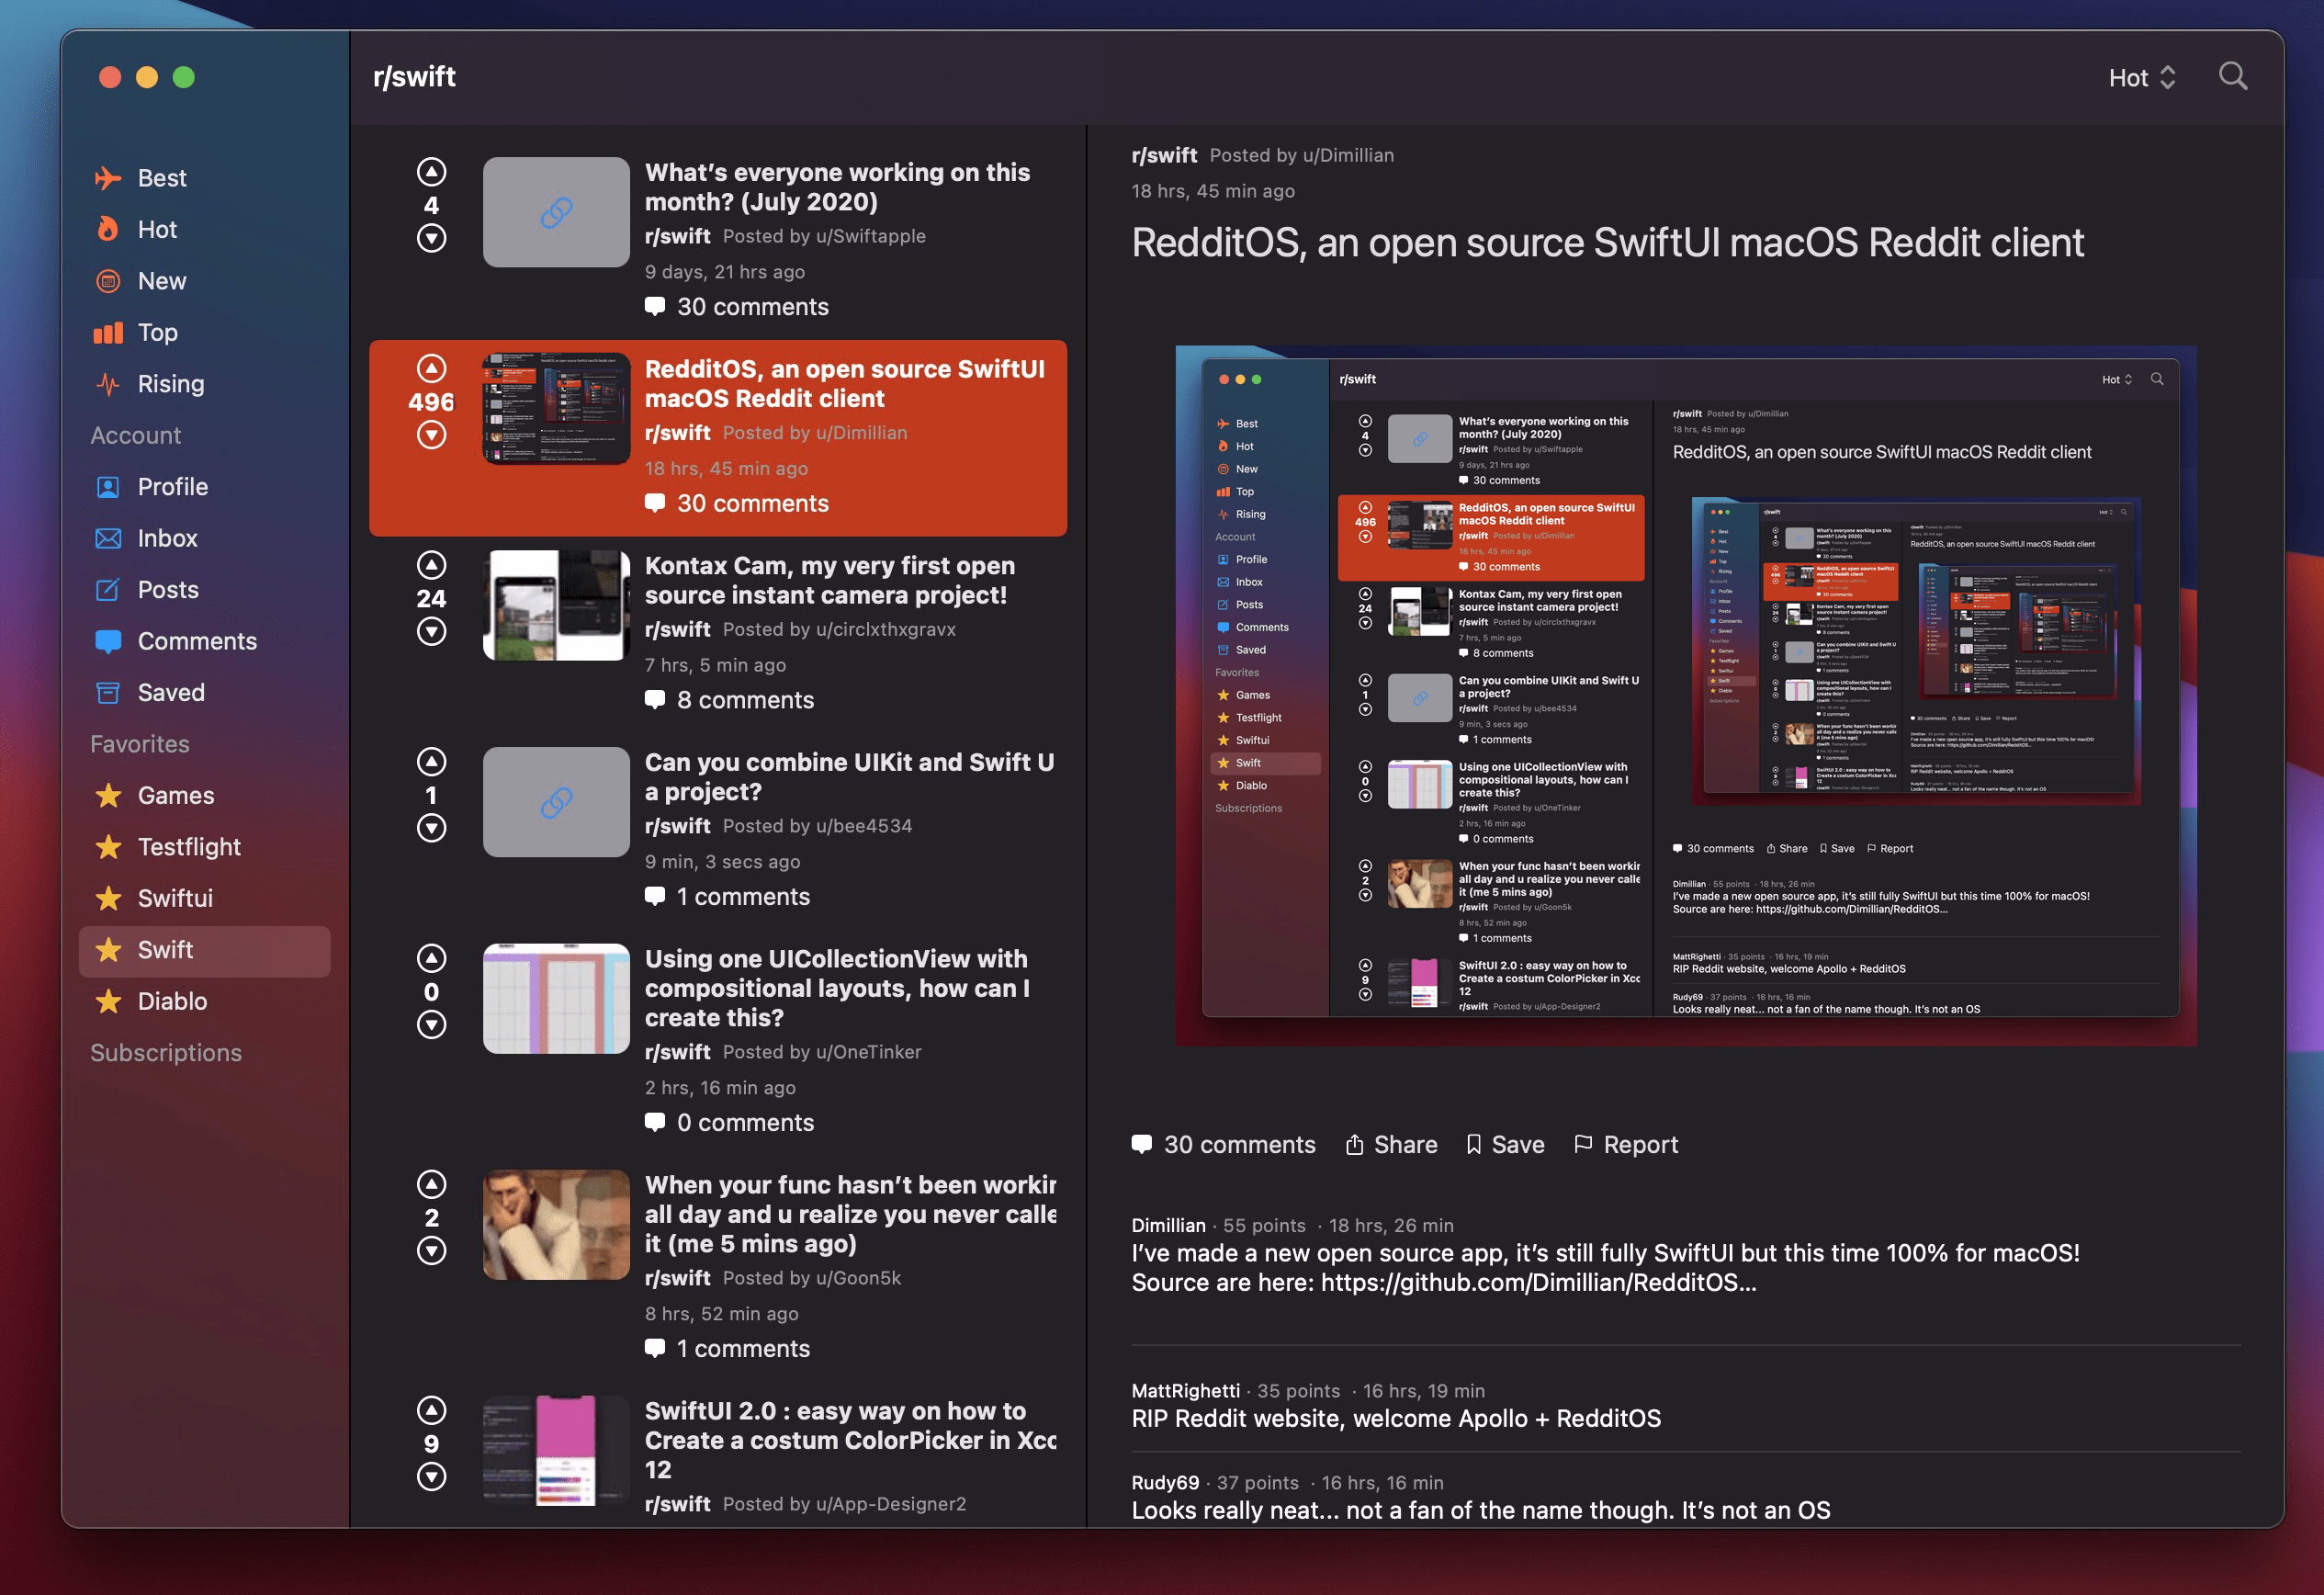 r/swift
Hot
Best
Hot
New
Top
Rising
Account
Profile
Inbox
Posts
Comments
Saved
Favorites
Games
Testflight
Swiftui
Swift
Diablo
Subscriptions
4
What's everyone working on this
month? (July 2020)
r/swift Posted by u/Swiftapple
9 days, 21 hrs ago
30 comments
496
RedditOS, an open source SwiftUI
macOS Reddit client
r/swift Posted by u/Dimillian
18 hrs, 45 min ago
30 comments
24
Kontax Cam, my very first open
source instant camera project!
r/swift Posted by u/circlxthxgravx
7 hrs, 5 min ago
8 comments
1
Can you combine UIKit and Swift U
a project?
r/swift Posted by u/bee4534
9 min, 3 secs ago
1 comments
0
Using one UICollectionView with
compositional layouts, how can I
create this?
r/swift Posted by u/OneTinker
2 hrs, 16 min ago
0 comments
2
When your func hasn't been workin
all day and u realize you never calle
it (me 5 mins ago)
r/swift Posted by u/Goon5k
8 hrs, 52 min ago
1 comments
9
SwiftUI 2.0 : easy way on how to
Create a costum ColorPicker in Xcc
12
r/swift Posted by u/App-Designer2
r/swift Posted by u/Dimillian
18 hrs, 45 min ago
RedditOS, an open source SwiftUI macOS Reddit client
r/swift
Hot
Best
Hot
New
Top
Rising
Account
Profile
Inbox
Posts
Comments
Saved
Favorites
Games
Testflight
Swiftui
Swift
Diablo
Subscriptions
4
What's everyone working on this
month? (July 2020)
r/swift Posted by u/Swiftapple
9 days, 21 hrs ago
30 comments
496
RedditOS, an open source SwiftUI
macOS Reddit client
r/swift Posted by u/Dimillian
18 hrs, 45 min ago
30 comments
24
Kontax Cam, my very first open
source instant camera project!
r/swift Posted by u/circlxthxgravx
7 hrs, 5 min ago
8 comments
1
Can you combine UIKit and Swift U
a project?
r/swift Posted by u/bee4534
9 min, 3 secs ago
1 comments
0
Using one UICollectionView with
compositional layouts, how can I
create this?
r/swift Posted by u/OneTinker
2 hrs, 16 min ago
0 comments
2
When your func hasn't been workin
all day and u realize you never calle
it (me 5 mins ago)
r/swift Posted by u/Goon5k
8 hrs, 52 min ago
1 comments
9
SwiftUI 2.0 : easy way on how to
Create a costum ColorPicker in Xcc
12
r/swift Posted by u/App-Designer2
r/swift Posted by u/Dimillian
18 hrs, 45 min ago
RedditOS, an open source SwiftUI macOS Reddit client
RedditOS, an open source SwiftUI macOS Reddit client
30 comments Share Save Report
Dimillian · 55 points · 18 hrs, 26 min
I've made a new open source app, it's still fully SwiftUI but this time 100% for macOS!
Source are here: https://github.com/Dimillian/RedditOS...
MattRighetti · 35 points · 16 hrs, 19 min
RIP Reddit website, welcome Apollo + RedditOS
Rudy69 · 37 points · 16 hrs, 16 min
Looks really neat... not a fan of the name though. It's not an OS
30 comments Share Save Report
Dimillian · 55 points · 18 hrs, 26 min
I've made a new open source app, it's still fully SwiftUI but this time 100% for macOS!
Source are here: https://github.com/Dimillian/RedditOS...
MattRighetti · 35 points · 16 hrs, 19 min
RIP Reddit website, welcome Apollo + RedditOS
Rudy69 · 37 points · 16 hrs, 16 min
Looks really neat... not a fan of the name though. It's not an OS